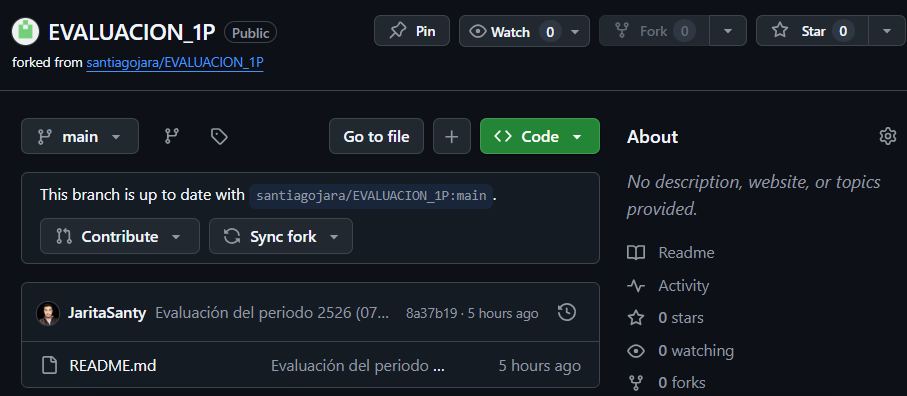 EVALUACION_1P Public
Pin
Watch 0
Fork 0
Star 0
forked from santiagojara/EVALUACION_1P
main
Go to file
Code
This branch is up to date with santiagojara/EVALUACION_1P:main.
Contribute
Sync fork
JaritaSanty Evaluación del periodo 2526 (07... 8a37b19 · 5 hours ago
README.md Evaluación del periodo ... 5 hours ago
About
No description, website, or topics
provided.
Readme
Activity
0 stars
0 watching
0 forks